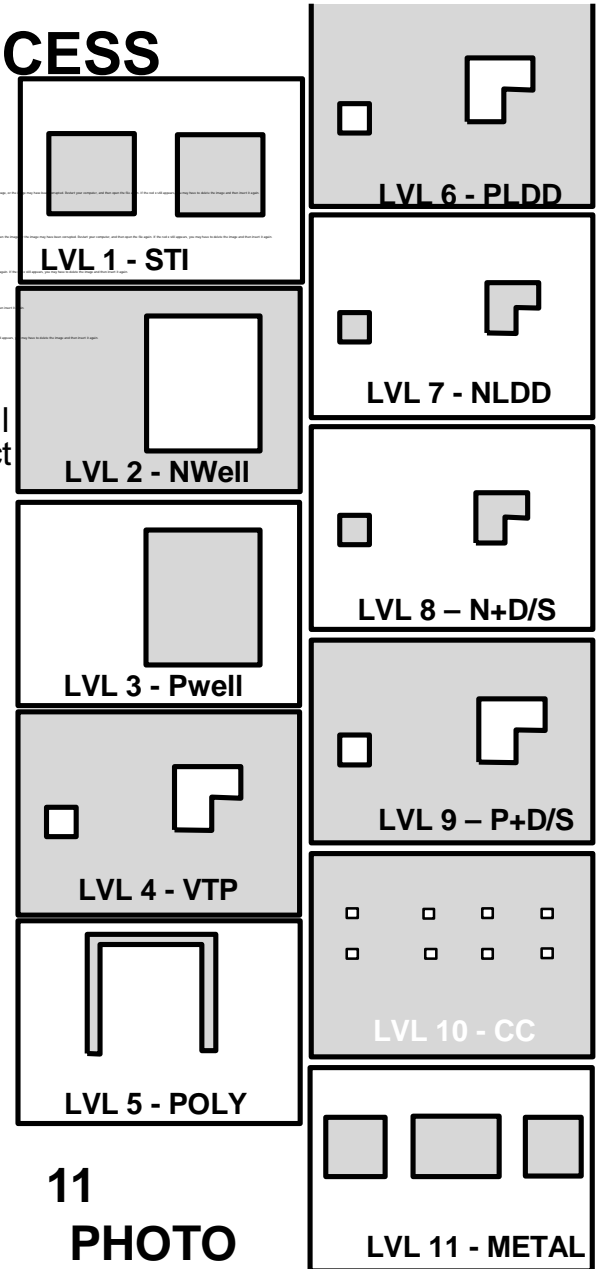 CESS
LVL 1 - STI
l
ct
LVL 2 - NWell
LVL 3 - Pwell
LVL 4 - VTP
LVL 5 - POLY
11
PHOTO
LVL 6 - PLDD
LVL 7 - NLDD
LVL 8 – N+D/S
LVL 9 – P+D/S
LVL 10 - CC
LVL 11 - METAL